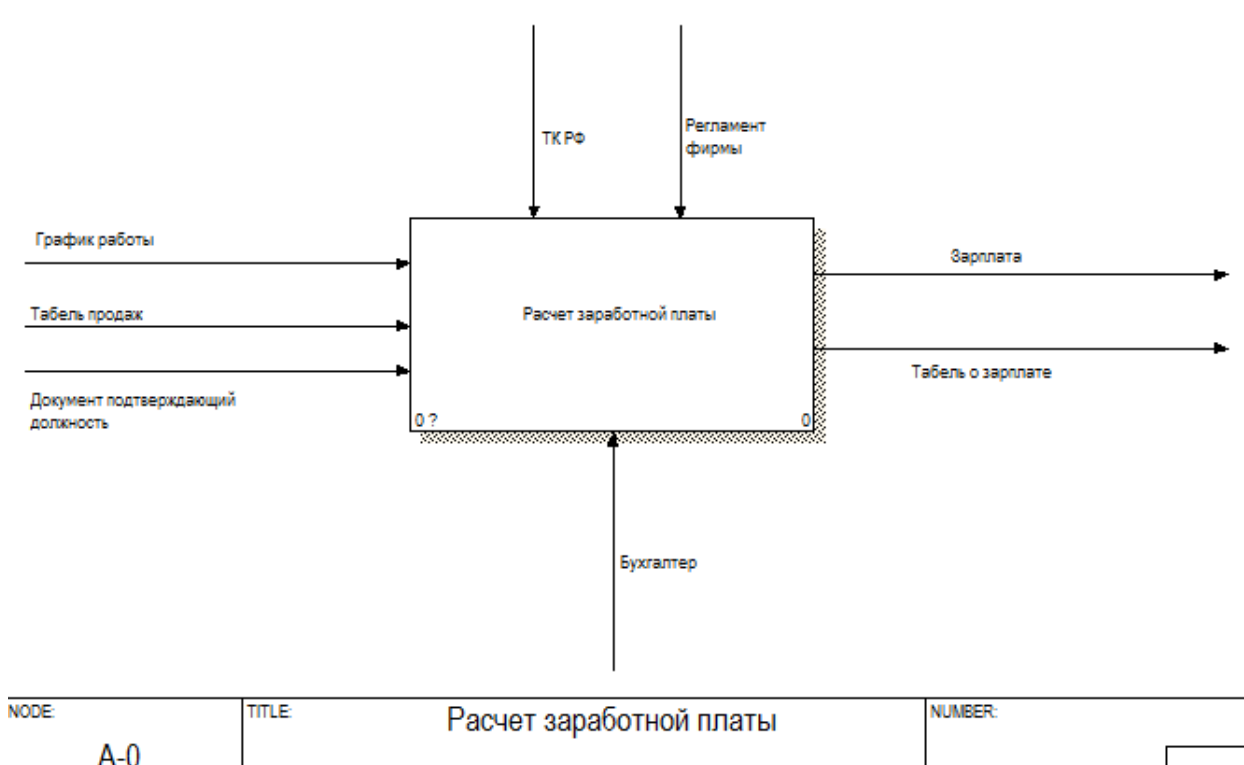 ТК РФ
Регламент
фирмы
График работы
Зарплата
Табель продаж
Расчет заработной платы
Табель о зарплате
Документ подтверждающий
должность
0 ?
0
Бухгалтер
NODE:
TITLE:
Расчет заработной платы
NUMBER:
A-0